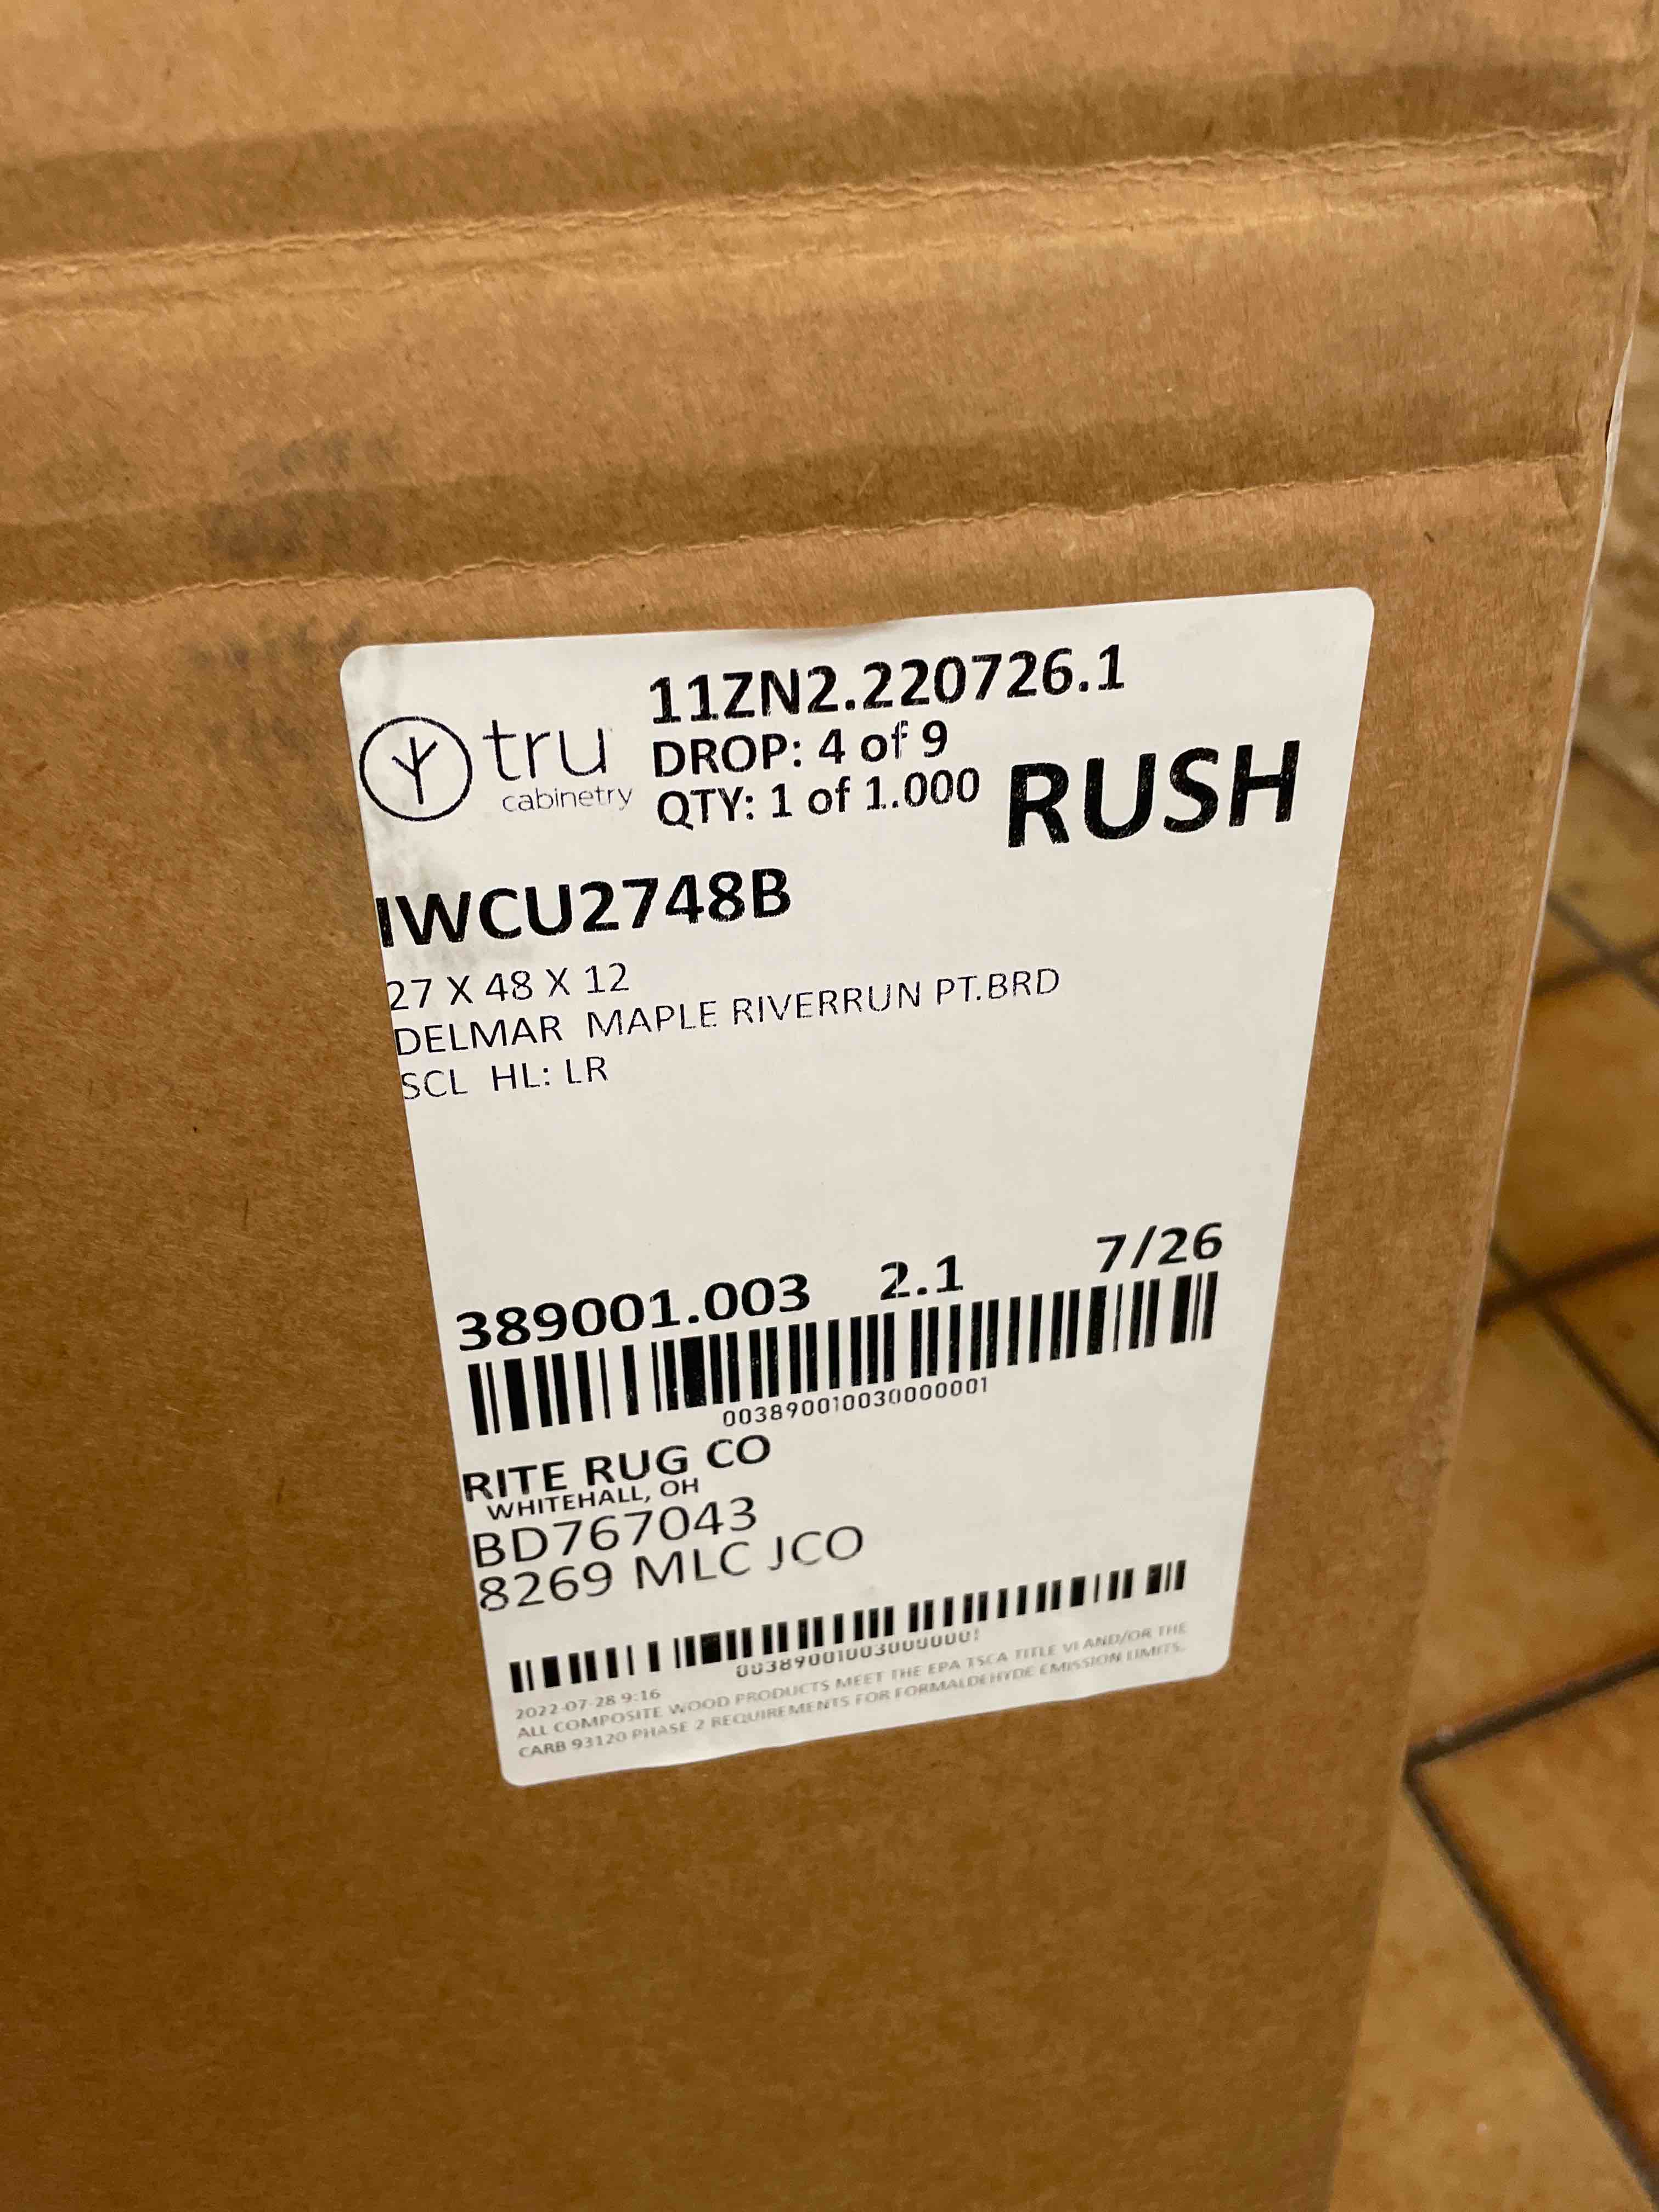 11ZN2.220726.1
tru
cabinetry
DROP: 4 of 9
QTY: 1 of 1.000
RUSH
IWCU2748B
27 X 48 X 12
DELMAR MAPLE RIVERRUN PT.BRD
SCL HL: LR
389001.003 2.1 7/26
003890010030000001
RITE RUG CO
WHITEHALL, OH
BD767043
8269 MLC JCO
003890010030000001
2022-07-28 9:16
ALL COMPOSITE WOOD PRODUCTS MEET THE EPA TSCA TITLE VI AND/OR THE
CARB 93120 PHASE 2 REQUIREMENTS FOR FORMALDEHYDE EMISSION LIMITS.